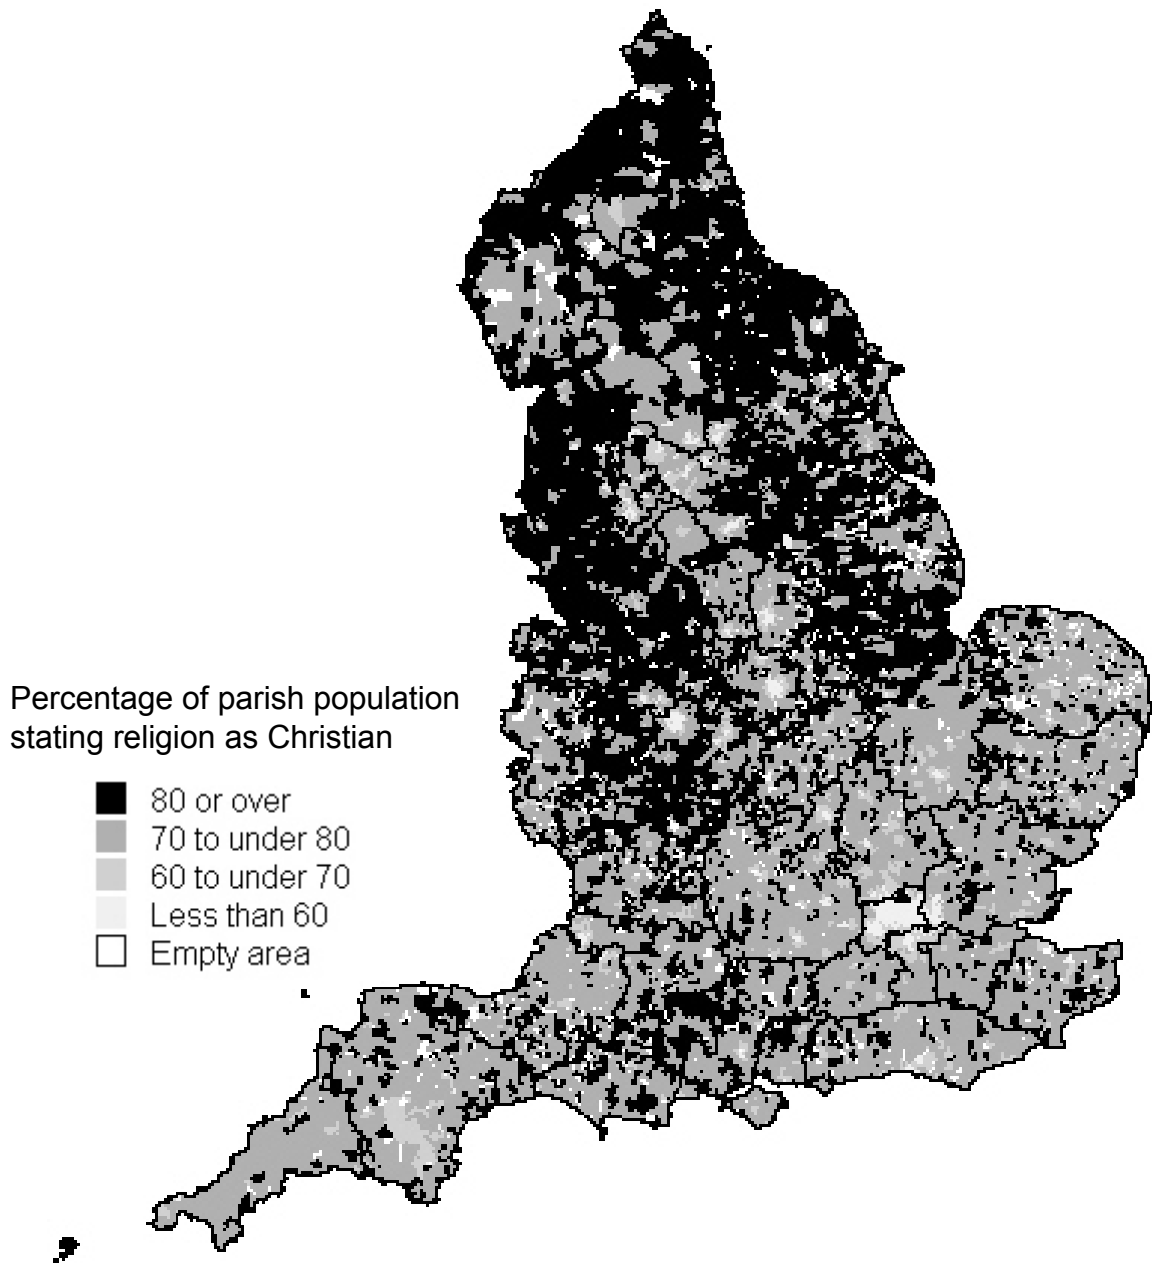 Percentage of parish population
stating religion as Christian
80 or over
70 to under 80
60 to under 70
Less than 60
Empty area